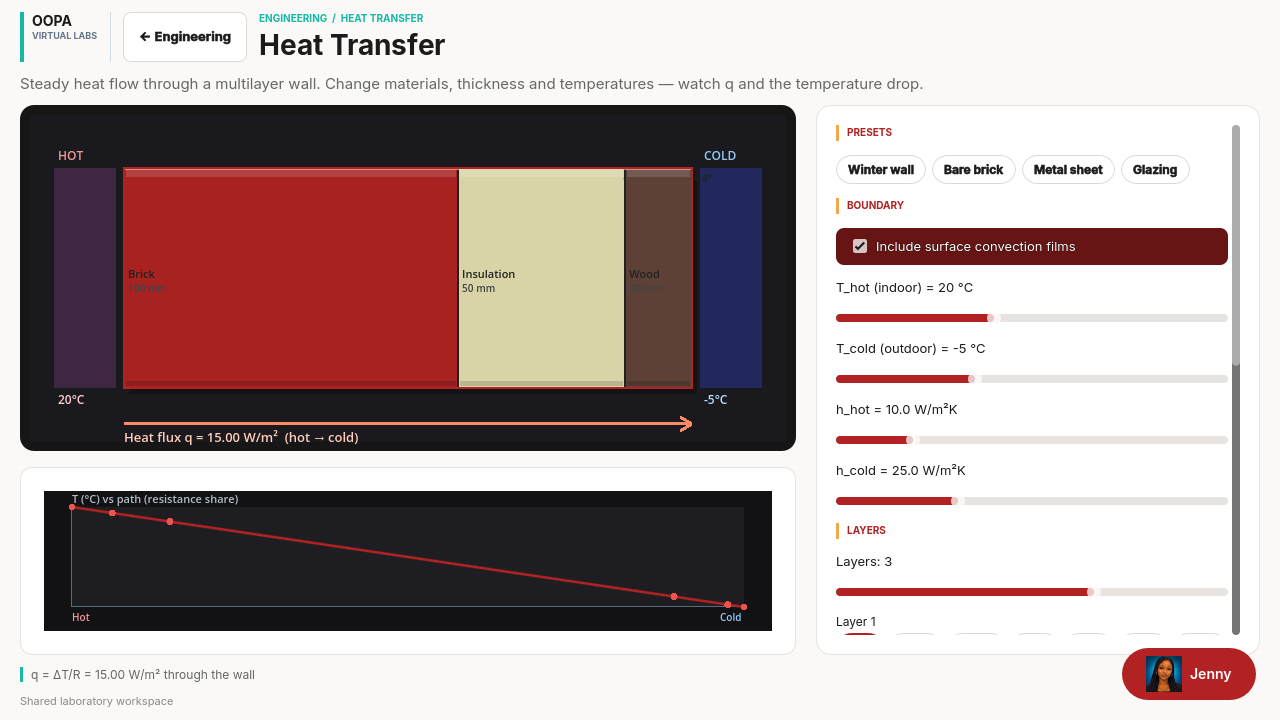 OOPA
VIRTUAL LABS
← Engineering
ENGINEERING / HEAT TRANSFER
Heat Transfer
Steady heat flow through a multilayer wall. Change materials, thickness and temperatures — watch q and the temperature drop.
HOT
COLD
Brick
100 mm
Insulation
50 mm
Wood
20°C
-5°C
Heat flux q = 15.00 W/m² (hot → cold)
T (°C) vs path (resistance share)
Hot
Cold
q = ΔT/R = 15.00 W/m² through the wall
Shared laboratory workspace
PRESETS
Winter wall
Bare brick
Metal sheet
Glazing
BOUNDARY
Include surface convection films
T_hot (indoor) = 20 °C
T_cold (outdoor) = -5 °C
h_hot = 10.0 W/m²K
h_cold = 25.0 W/m²K
LAYERS
Layers: 3
Layer 1
Jenny